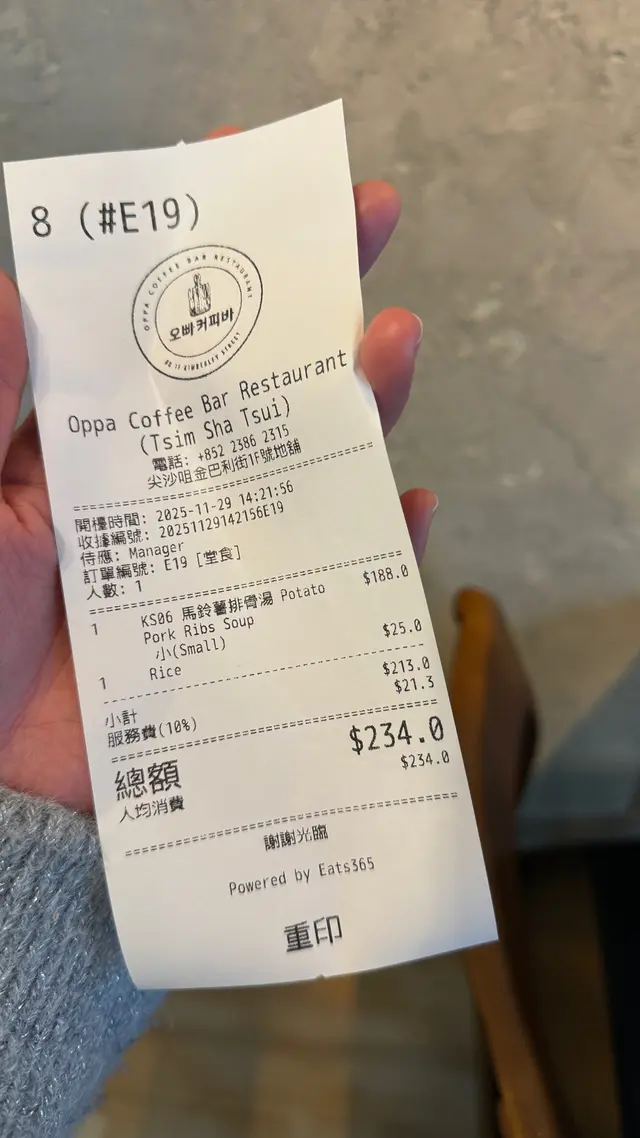 8 (#E19)
OPPA COFFEE BAR RESTAURANT
오빠커피바
Oppa Coffee Bar Restaurant
(Tsim Sha Tsui)
電話: +852 2386 2315
尖沙咀金巴利街1F號地舖
開檯時間: 2025-11-29 14:21:56
收據編號: 20251129142156E19
侍應: Manager
訂單編號: E19 [堂食]
人數: 1
1 KS06 馬鈴薯排骨湯 Potato $188.0
Pork Ribs Soup
小(Small)
1 Rice $25.0
小計 $213.0
服務費(10%) $21.3
總額 $234.0
人均消費 $234.0
謝謝光臨
Powered by Eats365
重印